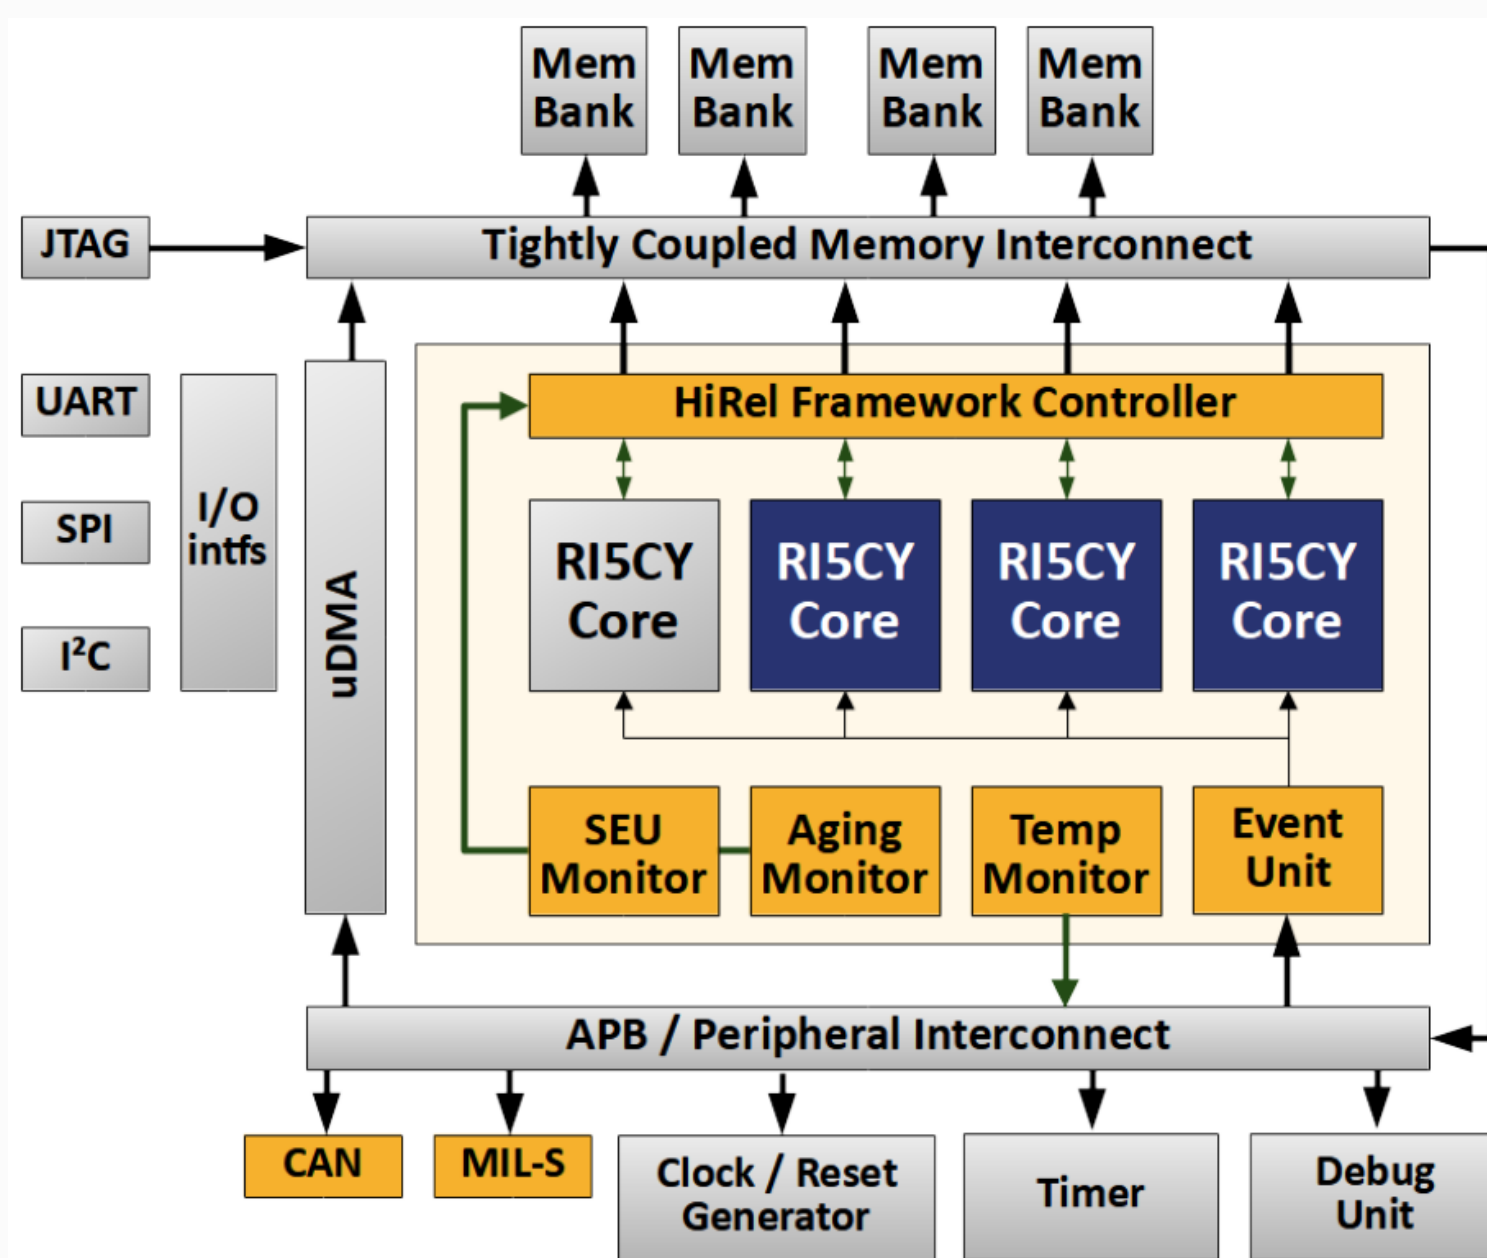 Mem
Bank
Mem
Bank
Mem
Bank
Mem
Bank
JTAG
Tightly Coupled Memory Interconnect
UART
SPI
I²C
I/O
intfs
uDMA
HiRel Framework Controller
RI5CY
Core
RI5CY
Core
RI5CY
Core
RI5CY
Core
SEU
Monitor
Aging
Monitor
Temp
Monitor
Event
Unit
APB / Peripheral Interconnect
CAN
MIL-S
Clock / Reset
Generator
Timer
Debug
Unit